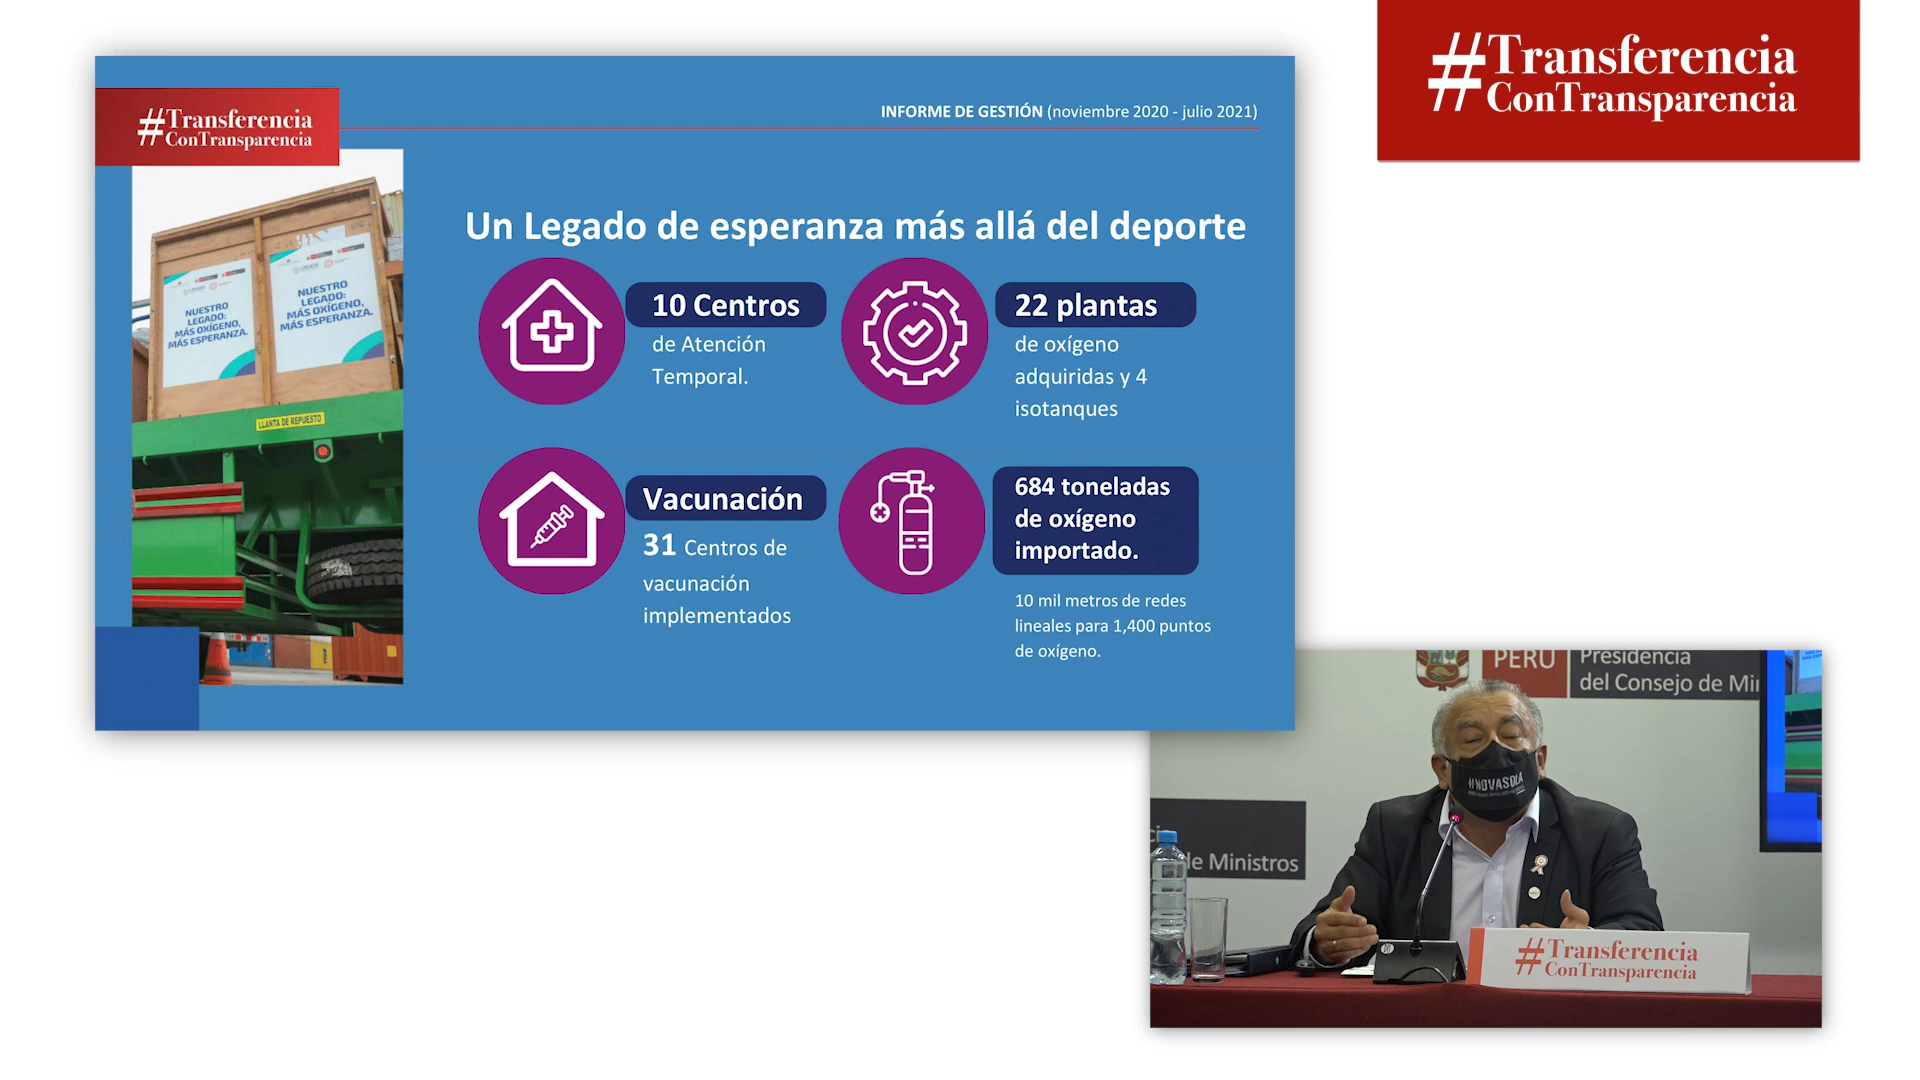 #Transferencia
ConTransparencia
#Transferencia
ConTransparencia
INFORME DE GESTIÓN (noviembre 2020 - julio 2021)
Un Legado de esperanza más allá del deporte
10 Centros
de Atención
Temporal.
22 plantas
de oxígeno
adquiridas y 4
isotanques
Vacunación
31 Centros de
vacunación
implementados
684 toneladas
de oxígeno
importado.
10 mil metros de redes
lineales para 1,400 puntos
de oxígeno.
NUESTRO
LEGADO:
MÁS OXÍGENO,
MÁS ESPERANZA.
NUESTRO
LEGADO:
MÁS OXÍGENO,
MÁS ESPERANZA.
LLANTA DE REPUESTO
PERÚ
Presidencia
del Consejo de Mi
de Ministros
#NOVASOLA
#Transferencia
ConTransparencia